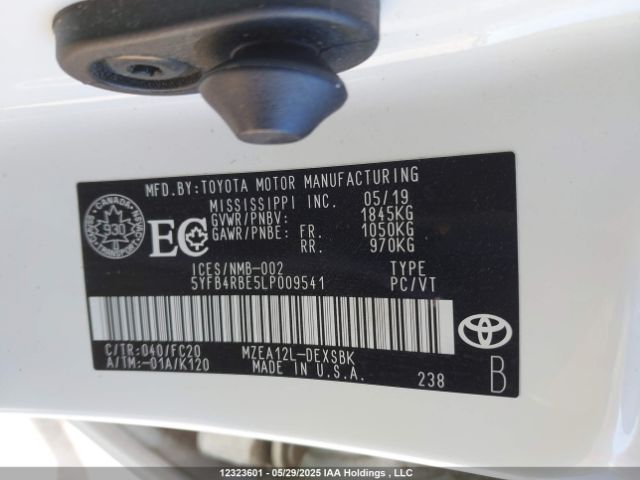 MFD.BY:TOYOTA MOTOR MANUFACTURING
MISSISSIPPI INC. 05/19
GVWR/PNBV: 1845KG
GAWR/PNBE: FR. 1050KG
RR. 970KG
CANADA
930
TRANSPORT
EC
ICES/NMB-002 TYPE
5YFB4RBE5LP009541 PC/VT
C/TR:040/FC20 MZEA12L-DEXSBK
A/TM:-01A/K120 MADE IN U.S.A. 238 B
12323601 - 05/29/2025 IAA Holdings , LLC